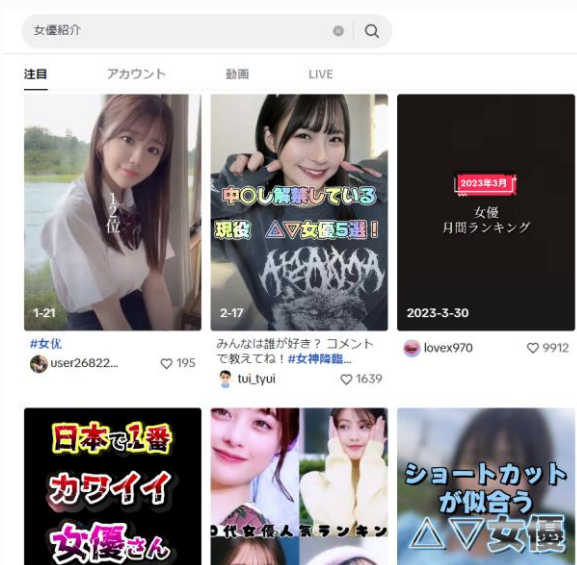 女優紹介
注目 アカウント 動画 LIVE
12位
1-21
#女优
user26822...
195
中〇し解禁している
現役 △▽女優5選！
2-17
みんなは誰が好き？ コメント
で教えてね！#女神降臨...
tui_tyui
1639
2023年3月
女優
月間ランキング
2023-3-30
lovex970
9912
日本で1番
カワイイ
女優さん
0代女優人気ランキン
ショートカット
が似合う
△▽女優